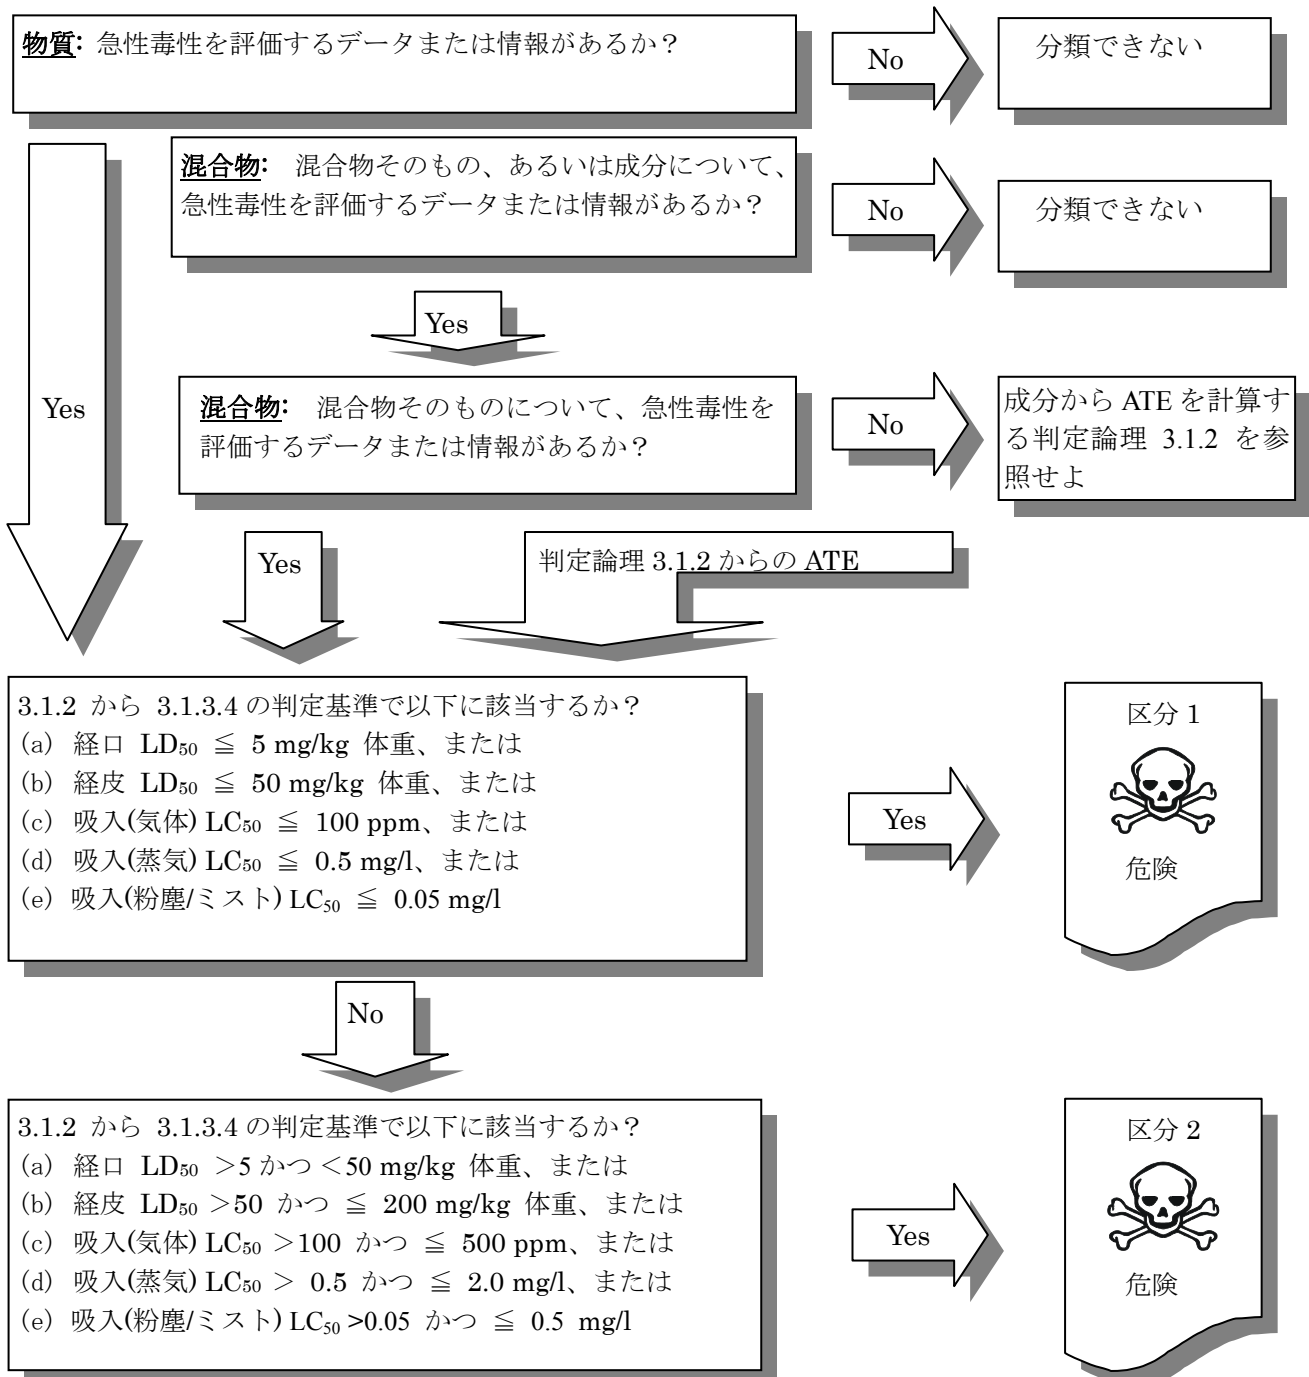 物質: 急性毒性を評価するデータまたは情報があるか？
No
分類できない
混合物: 混合物そのもの、あるいは成分について、
急性毒性を評価するデータまたは情報があるか？
No
分類できない
Yes
Yes
混合物: 混合物そのものについて、急性毒性を
評価するデータまたは情報があるか？
No
成分から ATE を計算す
る判定論理 3.1.2 を参
照せよ
Yes
判定論理 3.1.2 からの ATE
3.1.2 から 3.1.3.4 の判定基準で以下に該当するか？
(a) 経口 LD₅₀ ≦ 5 mg/kg 体重、または
(b) 経皮 LD₅₀ ≦ 50 mg/kg 体重、または
(c) 吸入(気体) LC₅₀ ≦ 100 ppm、または
(d) 吸入(蒸気) LC₅₀ ≦ 0.5 mg/l、または
(e) 吸入(粉塵/ミスト) LC₅₀ ≦ 0.05 mg/l
Yes
区分 1
危険
No
3.1.2 から 3.1.3.4 の判定基準で以下に該当するか？
(a) 経口 LD₅₀ ＞5 かつ ＜50 mg/kg 体重、または
(b) 経皮 LD₅₀ ＞50 かつ ≦ 200 mg/kg 体重、または
(c) 吸入(気体) LC₅₀ ＞100 かつ ≦ 500 ppm、または
(d) 吸入(蒸気) LC₅₀ ＞ 0.5 かつ ≦ 2.0 mg/l、または
(e) 吸入(粉塵/ミスト) LC₅₀ >0.05 かつ ≦ 0.5 mg/l
Yes
区分 2
危険